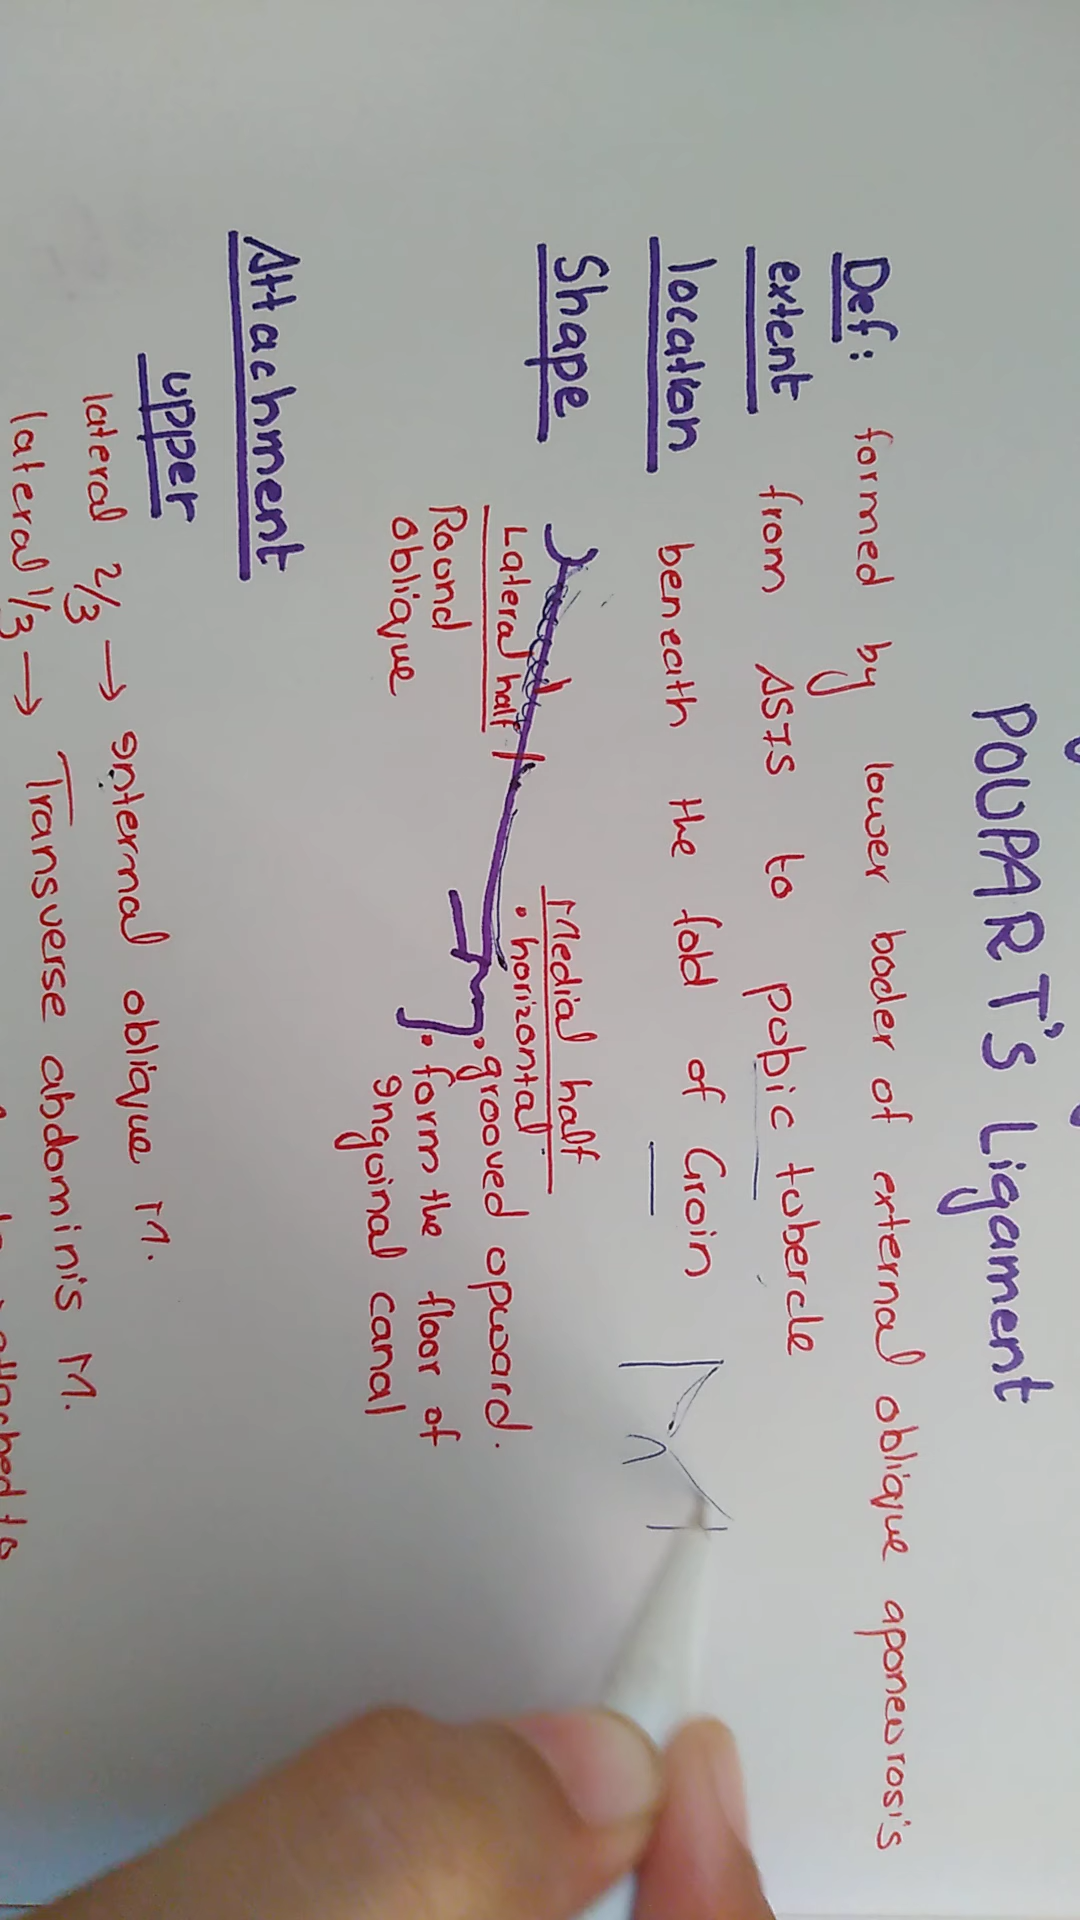 POUPART's Ligament
Def: formed by lower boder of external oblique aponeurosis
extent from ASIS to pubic tubercle
location beneath the fold of Groin
Shape
Lateral half
Round
oblique
Medial half
• horizontal
• grooved upward.
• form the floor of
Inguinal canal
Attachment
upper
lateral 2/3 → Internal oblique M.
lateral 1/3 → Transverse abdominis M.